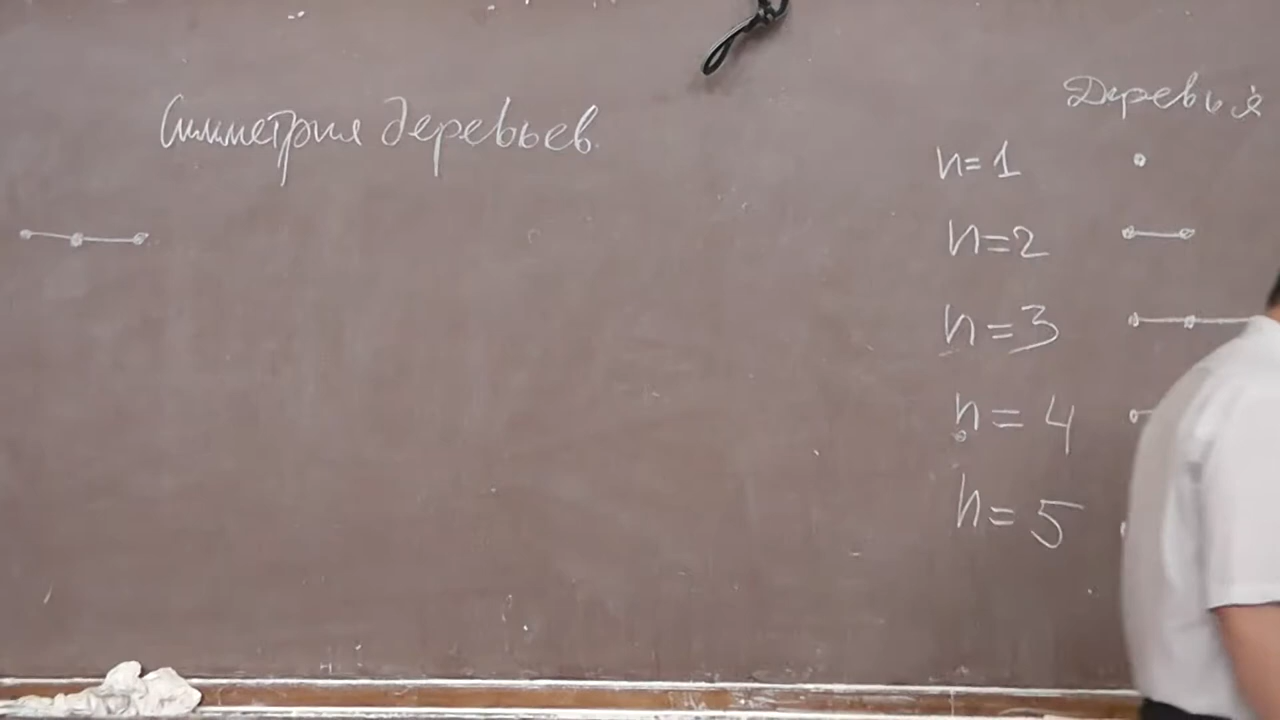 Симметрия деревьев.
Деревья
n=1
n=2
n=3
n=4
n=5